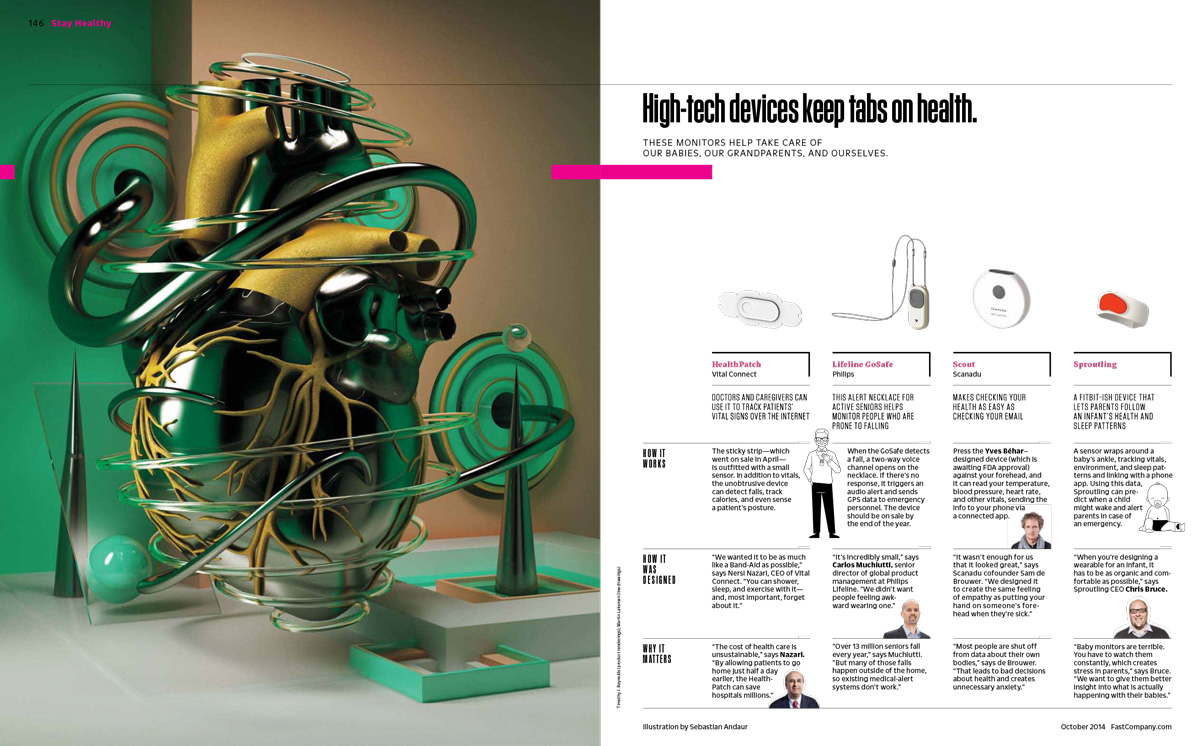 146 Stay Healthy
High-tech devices keep tabs on health.
THESE MONITORS HELP TAKE CARE OF
OUR BABIES, OUR GRANDPARENTS, AND OURSELVES.
HealthPatch
Vital Connect
DOCTORS AND CAREGIVERS CAN
USE IT TO TRACK PATIENTS'
VITAL SIGNS OVER THE INTERNET
Lifeline GoSafe
Philips
THIS ALERT NECKLACE FOR
ACTIVE SENIORS HELPS
MONITOR PEOPLE WHO ARE
PRONE TO FALLING
Scout
Scanadu
MAKES CHECKING YOUR
HEALTH AS EASY AS
CHECKING YOUR EMAIL
Sproutling
A FITBIT-ISH DEVICE THAT
LETS PARENTS FOLLOW
AN INFANT'S HEALTH AND
SLEEP PATTERNS
HOW IT
WORKS
The sticky strip—which
went on sale in April—
is outfitted with a small
sensor. In addition to vitals,
the unobtrusive device
can detect falls, track
calories, and even sense
a patient's posture.
When the GoSafe detects
a fall, a two-way voice
channel opens on the
necklace. If there's no
response, it triggers an
audio alert and sends
GPS data to emergency
personnel. The device
should be on sale by
the end of the year.
Press the Yves Béhar–
designed device (which is
awaiting FDA approval)
against your forehead, and
it can read your temperature,
blood pressure, heart rate,
and other vitals, sending the
info to your phone via
a connected app.
A sensor wraps around a
baby's ankle, tracking vitals,
environment, and sleep pat-
terns and linking with a phone
app. Using this data,
Sproutling can pre-
dict when a child
might wake and alert
parents in case of
an emergency.
HOW IT
WAS
DESIGNED
"We wanted it to be as much
like a Band-Aid as possible,"
says Nersi Nazari, CEO of Vital
Connect. "You can shower,
sleep, and exercise with it—
and, most important, forget
about it."
"It's incredibly small," says
Carlos Muchiutti, senior
director of global product
management at Philips
Lifeline. "We didn't want
people feeling awk-
ward wearing one."
"It wasn't enough for us
that it looked great," says
Scanadu cofounder Sam de
Brouwer. "We designed it
to create the same feeling
of empathy as putting your
hand on someone's fore-
head when they're sick."
"When you're designing a
wearable for an infant, it
has to be as organic and com-
fortable as possible," says
Sproutling CEO Chris Bruce.
WHY IT
MATTERS
"The cost of health care is
unsustainable," says Nazari.
"By allowing patients to go
home just half a day
earlier, the Health-
Patch can save
hospitals millions."
"Over 13 million seniors fall
every year," says Muchiutti.
"But many of those falls
happen outside of the home,
so existing medical-alert
systems don't work."
"Most people are shut off
from data about their own
bodies," says de Brouwer.
"That leads to bad decisions
about health and creates
unnecessary anxiety."
"Baby monitors are terrible.
You have to watch them
constantly, which creates
stress in parents," says Bruce.
"We want to give them better
insight into what is actually
happening with their babies."
Illustration by Sebastian Andaur
October 2014 FastCompany.com